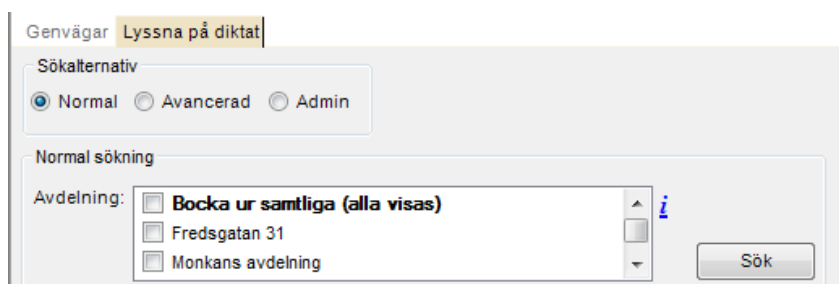 Genvägar Lyssna på diktat
Sökalternativ
Normal Avancerad Admin
Normal sökning
Avdelning: Bocka ur samtliga (alla visas) i
Fredsgatan 31
Monkans avdelning Sök